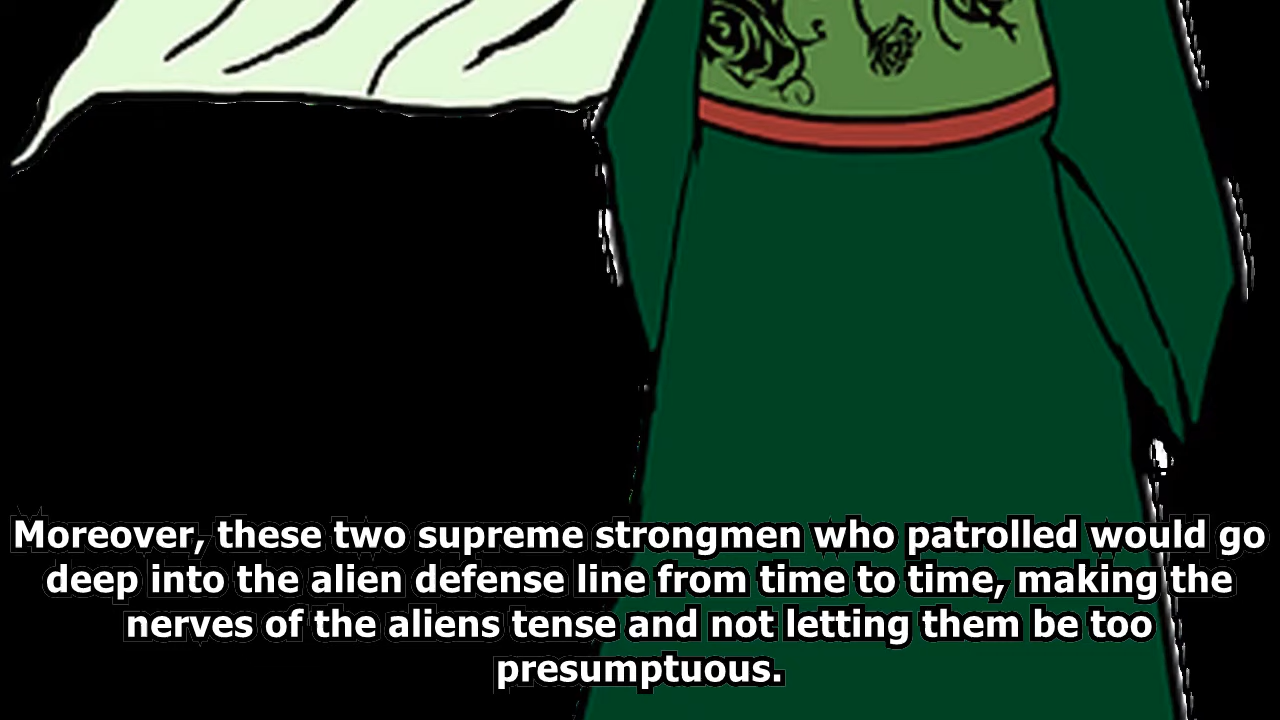 Moreover, these two supreme strongmen who patrolled would go
deep into the alien defense line from time to time, making the
nerves of the aliens tense and not letting them be too
presumptuous.